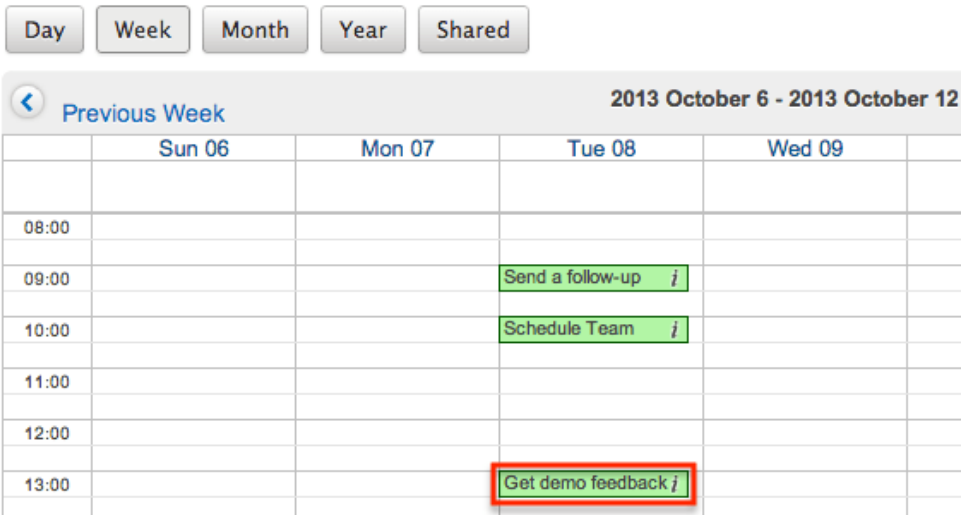 Day Week Month Year Shared
Previous Week 2013 October 6 - 2013 October 12
Sun 06 Mon 07 Tue 08 Wed 09
08:00
09:00 Send a follow-up i
10:00 Schedule Team i
11:00
12:00
13:00 Get demo feedback i